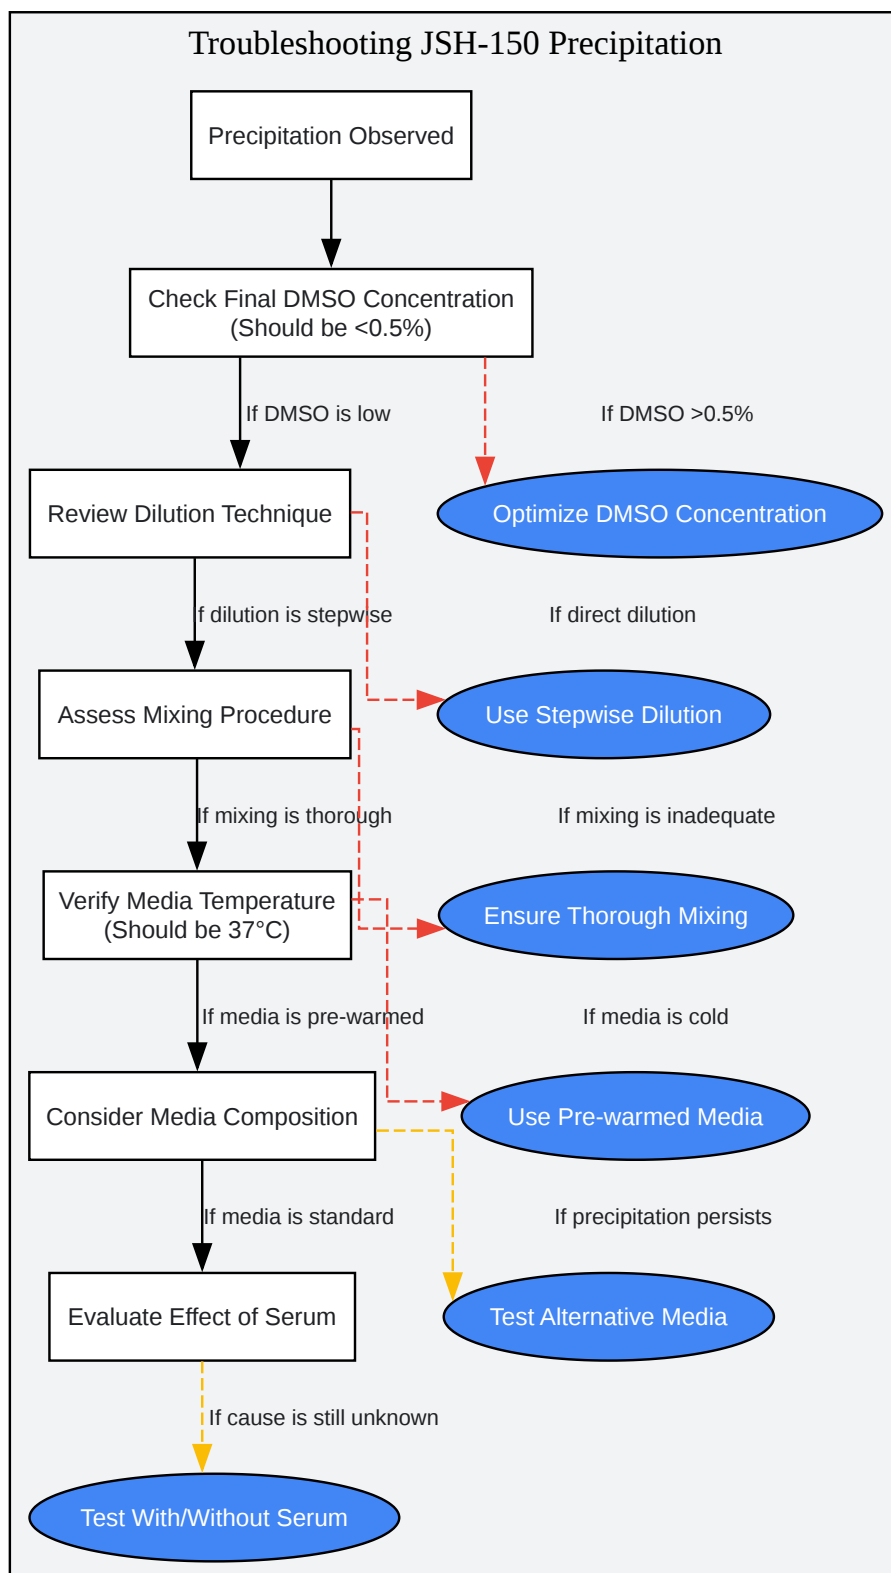 Troubleshooting JSH-150 Precipitation
Precipitation Observed
Check Final DMSO Concentration
(Should be <0.5%)
If DMSO is low
If DMSO >0.5%
Review Dilution Technique
Optimize DMSO Concentration
If dilution is stepwise
If direct dilution
Assess Mixing Procedure
Use Stepwise Dilution
If mixing is thorough
If mixing is inadequate
Verify Media Temperature
(Should be 37°C)
Ensure Thorough Mixing
If media is pre-warmed
If media is cold
Consider Media Composition
Use Pre-warmed Media
If media is standard
If precipitation persists
Evaluate Effect of Serum
Test Alternative Media
If cause is still unknown
Test With/Without Serum